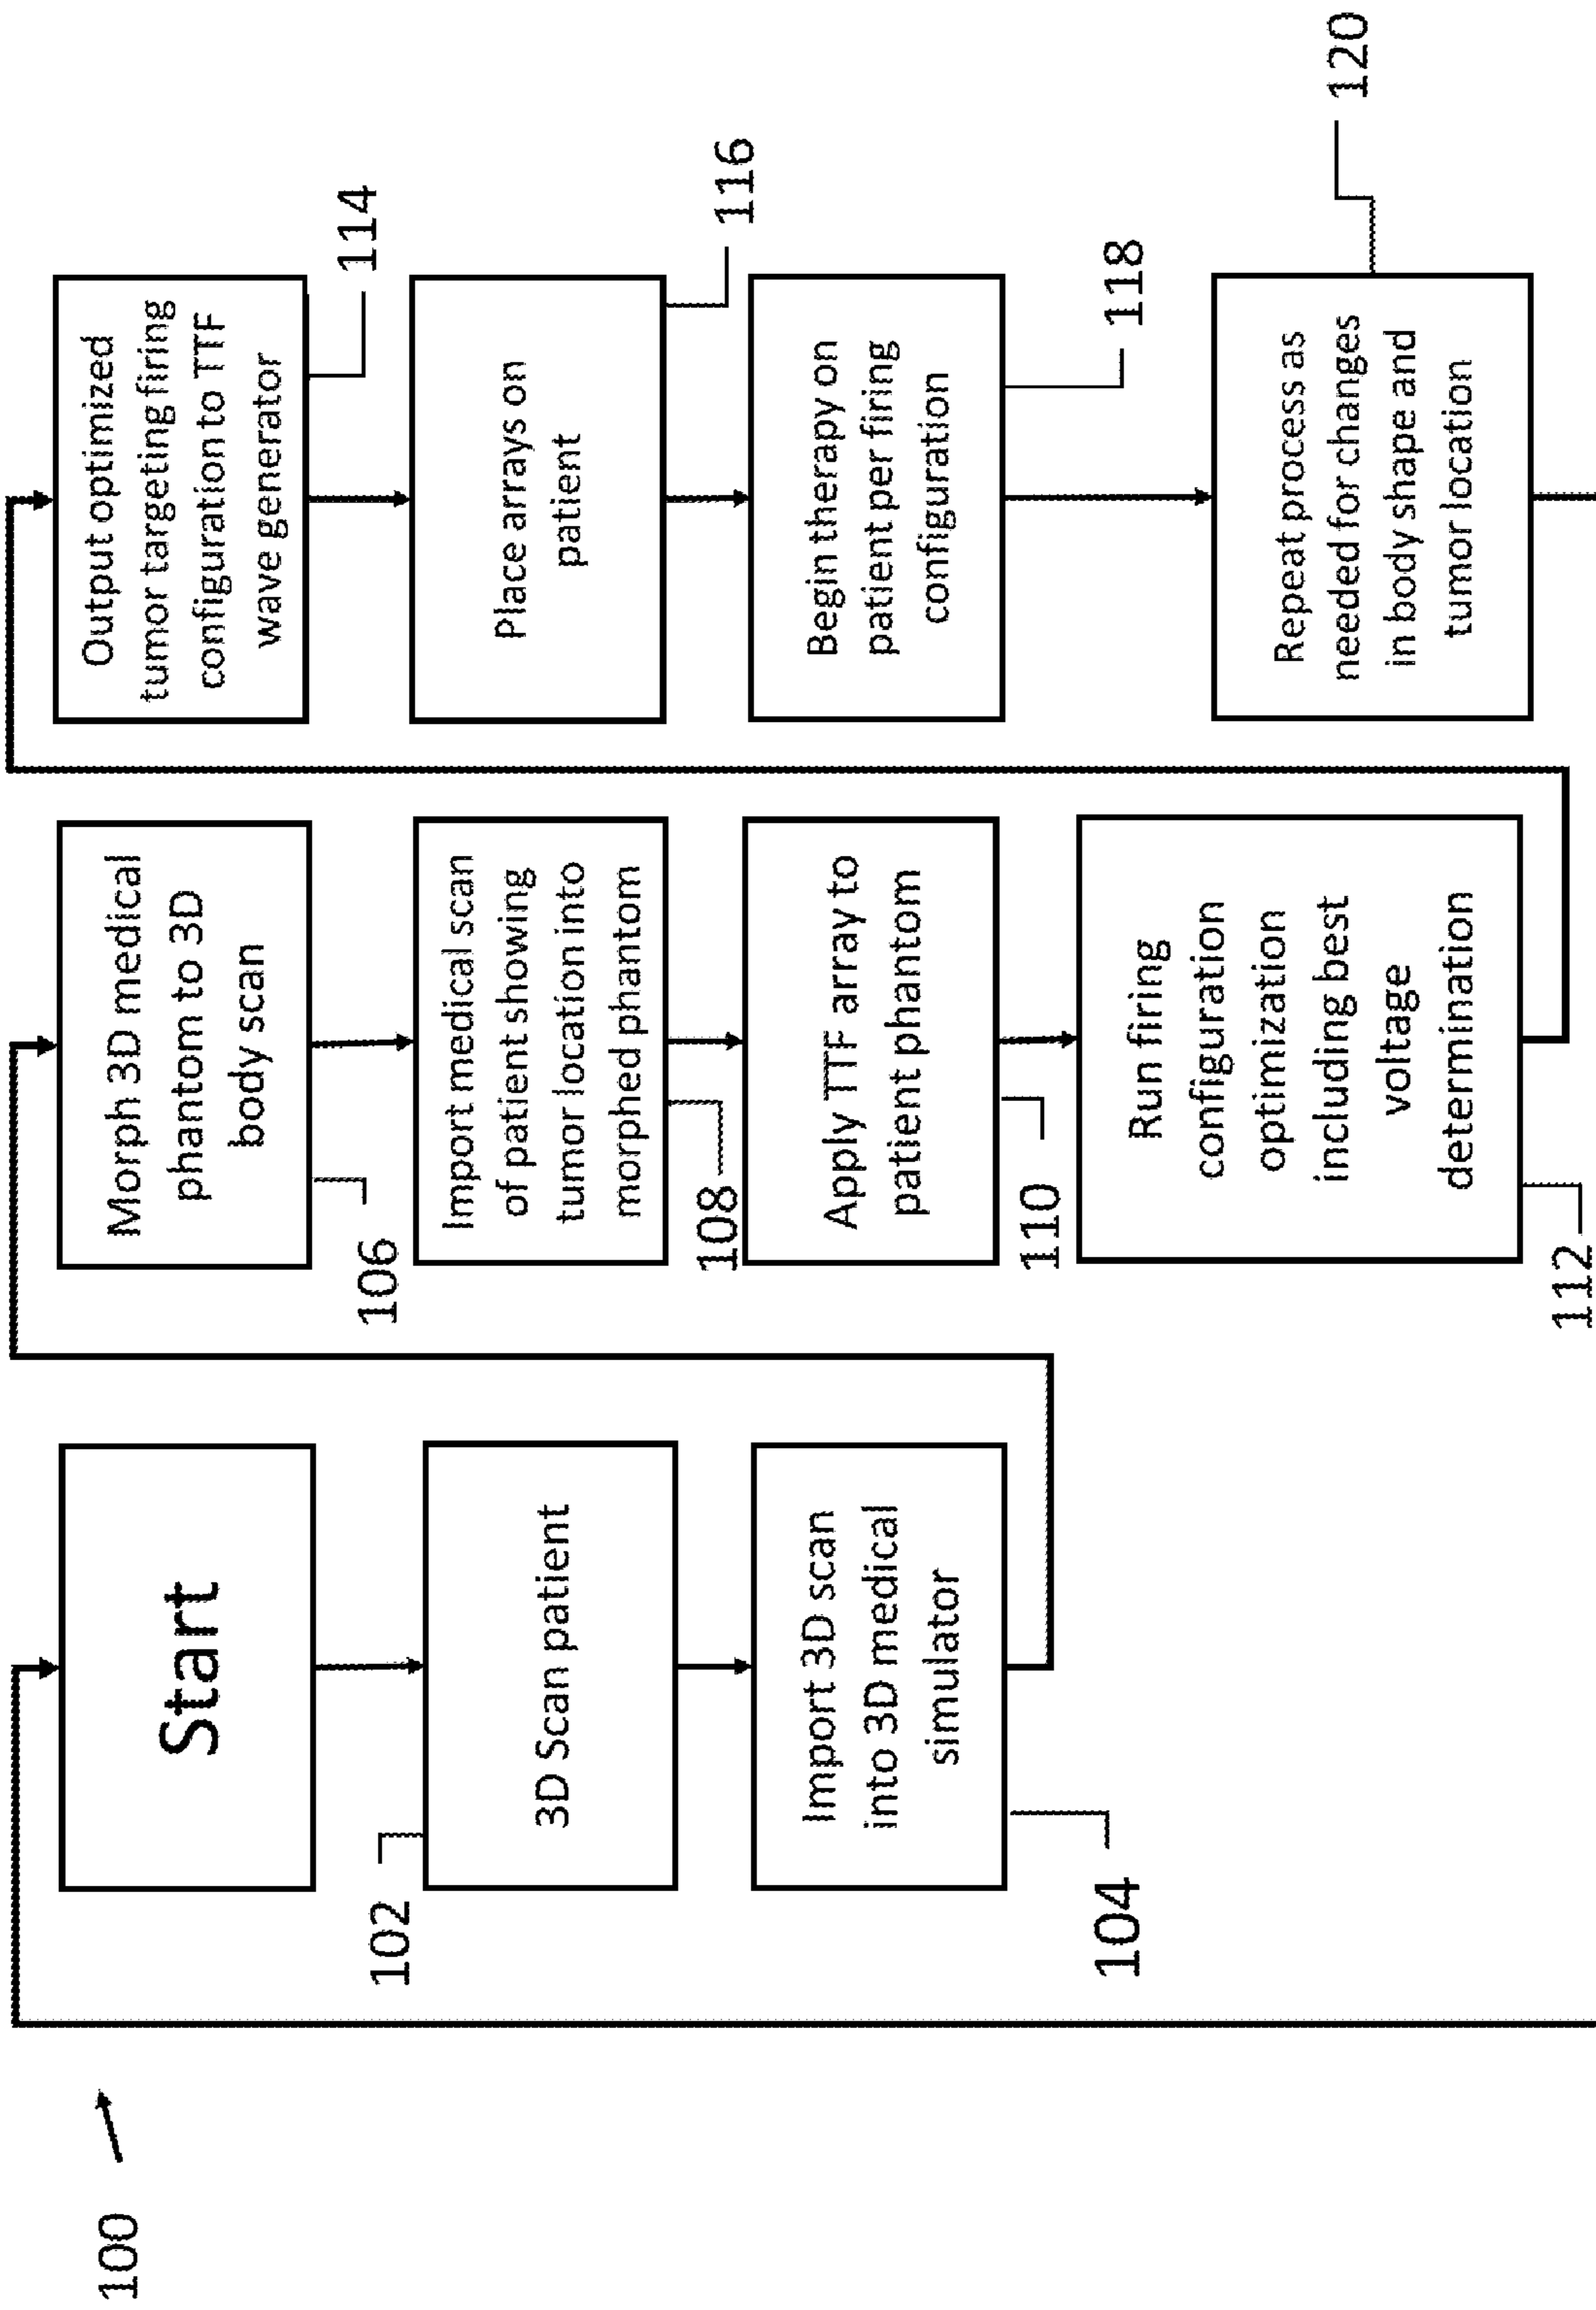 100
Start
102
3D Scan patient
104
Import 3D scan
into 3D medical
simulator
Morph 3D medical
phantom to 3D
body scan
106
Import medical scan
of patient showing
tumor location into
morphed phantom
108
Apply TTF array to
patient phantom
110
Run firing
configuration
optimization
including best
voltage
determination
112
Output optimized
tumor targeting firing
configuration to TTF
wave generator
114
Place arrays on
patient
116
Begin therapy on
patient per firing
configuration
118
Repeat process as
needed for changes
in body shape and
tumor location
120